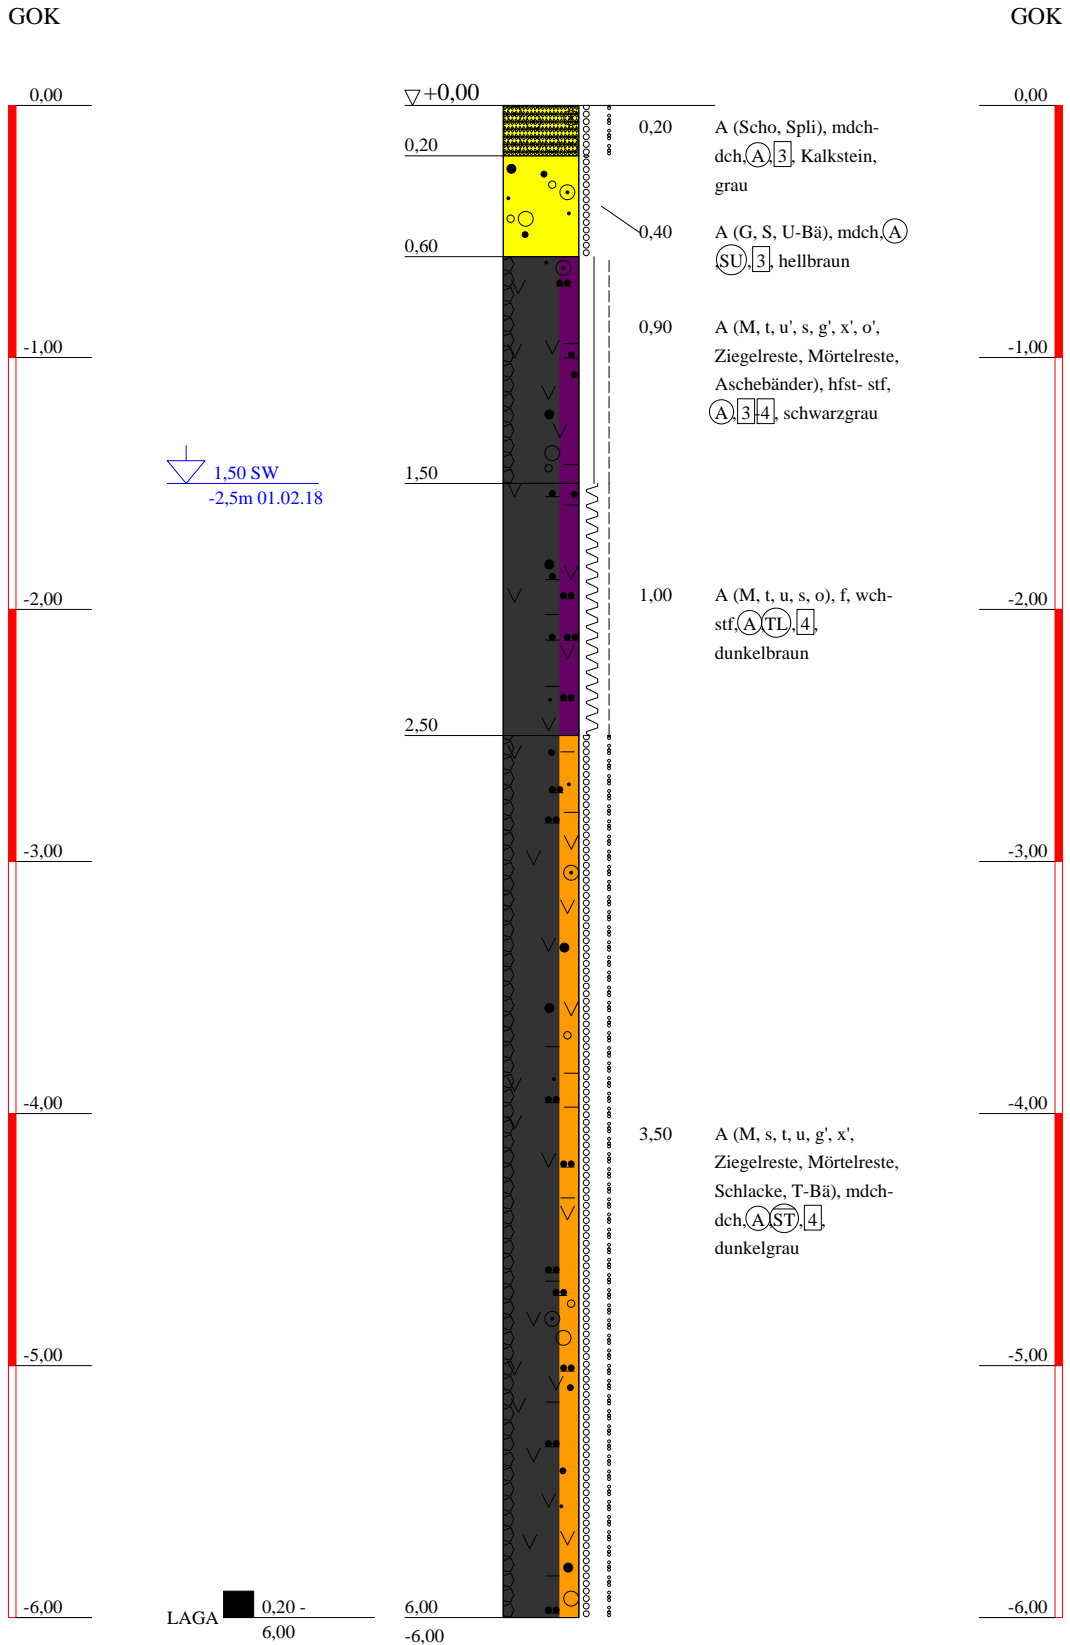 GOK GOK
0,00 +0,00 0,00
0,20 A (Scho, Spli), mdch-
dch, A, 3, Kalkstein,
grau
0,20
0,40 A (G, S, U-Bä), mdch, A
, SU, 3, hellbraun
0,60
0,90 A (M, t, u', s, g', x', o',
Ziegelreste, Mörtelreste,
Aschebänder), hfst- stf,
A, 3-4, schwarzgrau
-1,00 -1,00
1,50 SW
-2,5m 01.02.18
1,50
1,00 A (M, t, u, s, o), f, wch-
stf, A, TL, 4,
dunkelbraun
-2,00 -2,00
2,50
-3,00 -3,00
-4,00 -4,00
3,50 A (M, s, t, u, g', x',
Ziegelreste, Mörtelreste,
Schlacke, T-Bä), mdch-
dch, A, S̅T̅, 4,
dunkelgrau
-5,00 -5,00
-6,00 LAGA 0,20 -
6,00
6,00
-6,00
-6,00